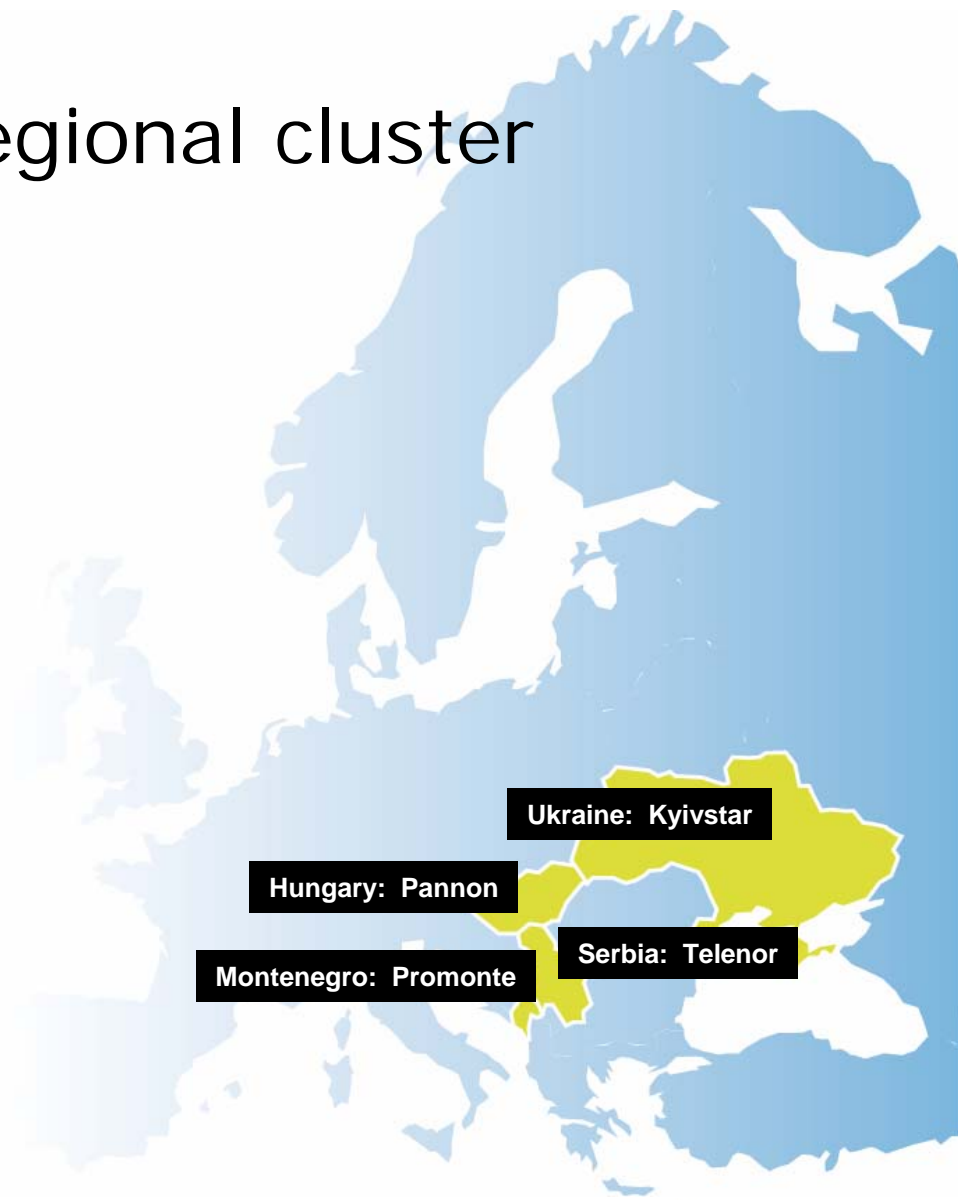 egional cluster
Ukraine: Kyivstar
Hungary: Pannon
Serbia: Telenor
Montenegro: Promonte